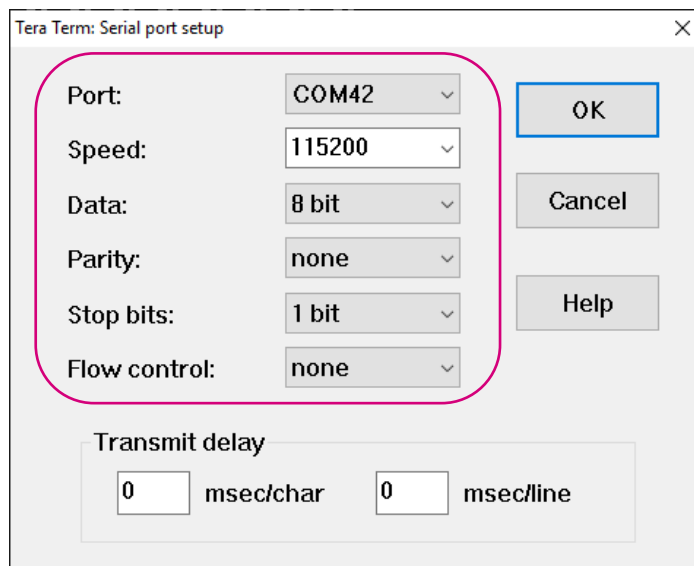 Tera Term: Serial port setup
Port: COM42
Speed: 115200
Data: 8 bit
Parity: none
Stop bits: 1 bit
Flow control: none
OK
Cancel
Help
Transmit delay
0 msec/char 0 msec/line